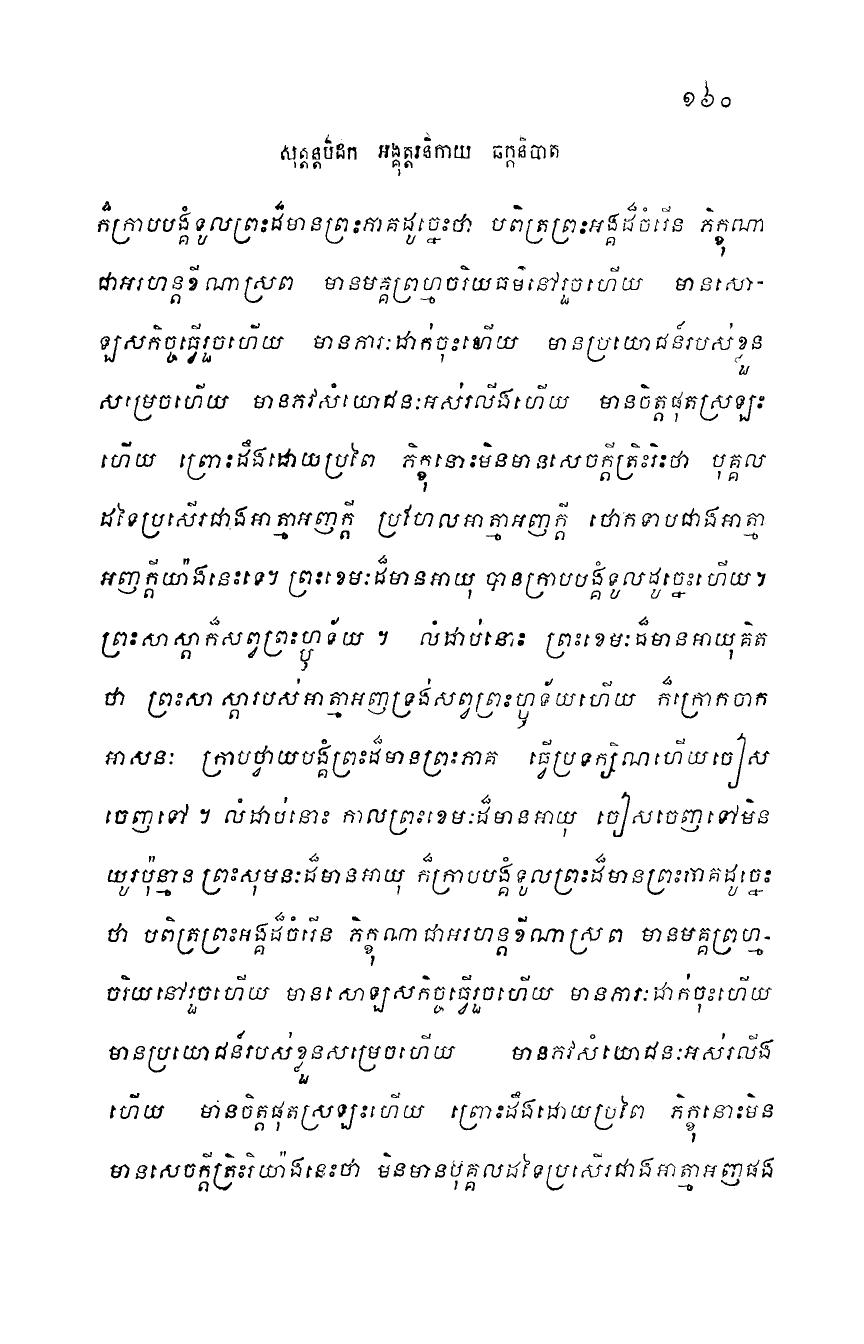 ១៦០
សុត្តន្តបិដក អង្គុត្តរនិកាយ ឆក្កនិបាត
ក៏ក្រាបបង្គំទូលព្រះដ៏មានព្រះភាគដូច្នេះថា បពិត្រព្រះអង្គដ៏ចំរើន ភិក្ខុណា
ជាអរហន្តខីណាស្រព មានមគ្គព្រហ្មចរិយធម៌នៅរួចហើយ មានសោ-
ឡសកិច្ចធ្វើរួចហើយ មានភារៈដាក់ចុះហើយ មានប្រយោជន៍របស់ខ្លួន
សម្រេចហើយ មានភវសំយោជនៈអស់រលីងហើយ មានចិត្តផុតស្រឡះ
ហើយ ព្រោះដឹងដោយប្រពៃ ភិក្ខុនោះមិនមានសេចក្តីត្រិះរិះថា បុគ្គល
ដទៃប្រសើរជាងអាត្មាអញក្តី ប្រហែលអាត្មាអញក្តី ថោកទាបជាងអាត្មា
អញក្តីយ៉ាងនេះទេ។ ព្រះខេមៈដ៏មានអាយុ បានក្រាបបង្គំទូលដូច្នេះហើយ។
ព្រះសាស្តាក៏សព្វព្រះហ្ឫទ័យ ។ លំដាប់នោះ ព្រះខេមៈដ៏មានអាយុគិត
ថា ព្រះសាស្តារបស់អាត្មាអញទ្រង់សព្វព្រះហ្ឫទ័យហើយ ក៏ក្រោកចាក
អាសនៈ ក្រាបថ្វាយបង្គំព្រះដ៏មានព្រះភាគ ធ្វើប្រទក្សិណហើយចៀស
ចេញទៅ ។ លំដាប់នោះ កាលព្រះខេមៈដ៏មានអាយុ ចៀសចេញទៅមិន
យូរប៉ុន្មាន ព្រះសុមនៈដ៏មានអាយុ ក៏ក្រាបបង្គំទូលព្រះដ៏មានព្រះភាគដូច្នេះ
ថា បពិត្រព្រះអង្គដ៏ចំរើន ភិក្ខុណាជាអរហន្តខីណាស្រព មានមគ្គព្រហ្ម-
ចរិយនៅរួចហើយ មានសោឡសកិច្ចធ្វើរួចហើយ មានភារៈដាក់ចុះហើយ
មានប្រយោជន៍របស់ខ្លួនសម្រេចហើយ មានភវសំយោជនៈអស់រលីង
ហើយ មានចិត្តផុតស្រឡះហើយ ព្រោះដឹងដោយប្រពៃ ភិក្ខុនោះមិន
មានសេចក្តីត្រិះរិយ៉ាងនេះថា មិនមានបុគ្គលដទៃប្រសើរជាងអាត្មាអញផង